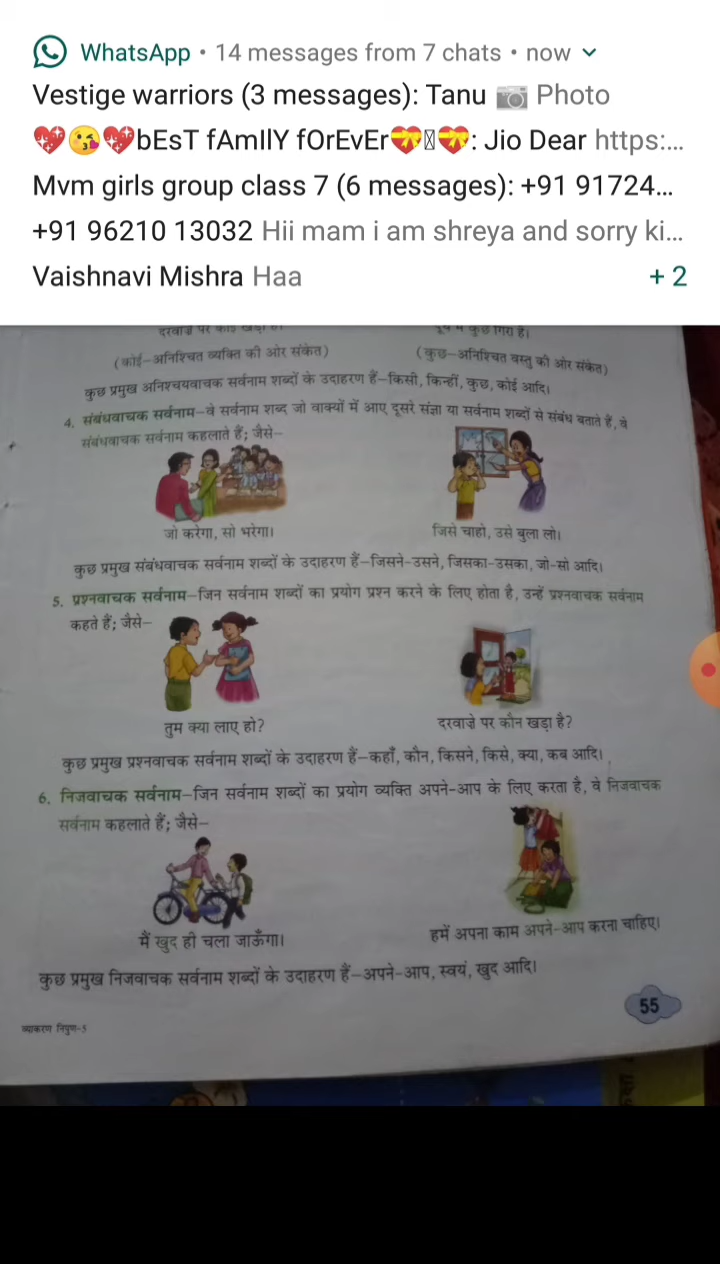 WhatsApp • 14 messages from 7 chats • now
Vestige warriors (3 messages): Tanu 📷 Photo
💖😘💖bEsT fAmIlY fOrEvEr💝💝: Jio Dear https:...
Mvm girls group class 7 (6 messages): +91 91724...
+91 96210 13032 Hii mam i am shreya and sorry ki...
Vaishnavi Mishra Haa
+ 2
दरवाजे पर कोई खड़ा है।
में कुछ गिरा है।
(कोई–अनिश्चित व्यक्ति की ओर संकेत)
(कुछ–अनिश्चित वस्तु की ओर संकेत)
कुछ प्रमुख अनिश्चयवाचक सर्वनाम शब्दों के उदाहरण हैं–किसी, किन्हीं, कुछ, कोई आदि।
4. संबंधवाचक सर्वनाम–वे सर्वनाम शब्द जो वाक्यों में आए दूसरे संज्ञा या सर्वनाम शब्दों से संबंध बताते हैं, वे
संबंधवाचक सर्वनाम कहलाते हैं; जैसे–
जो करेगा, सो भरेगा।
जिसे चाहो, उसे बुला लो।
कुछ प्रमुख संबंधवाचक सर्वनाम शब्दों के उदाहरण हैं–जिसने-उसने, जिसका-उसका, जो-सो आदि।
5. प्रश्नवाचक सर्वनाम–जिन सर्वनाम शब्दों का प्रयोग प्रश्न करने के लिए होता है, उन्हें प्रश्नवाचक सर्वनाम
कहते हैं; जैसे–
तुम क्या लाए हो?
दरवाज़े पर कौन खड़ा है?
कुछ प्रमुख प्रश्नवाचक सर्वनाम शब्दों के उदाहरण हैं–कहाँ, कौन, किसने, किसे, क्या, कब आदि।
6. निजवाचक सर्वनाम–जिन सर्वनाम शब्दों का प्रयोग व्यक्ति अपने-आप के लिए करता है, वे निजवाचक
सर्वनाम कहलाते हैं; जैसे–
मैं खुद ही चला जाऊँगा।
हमें अपना काम अपने-आप करना चाहिए।
कुछ प्रमुख निजवाचक सर्वनाम शब्दों के उदाहरण हैं–अपने-आप, स्वयं, खुद आदि।
55
व्याकरण निपुण-5